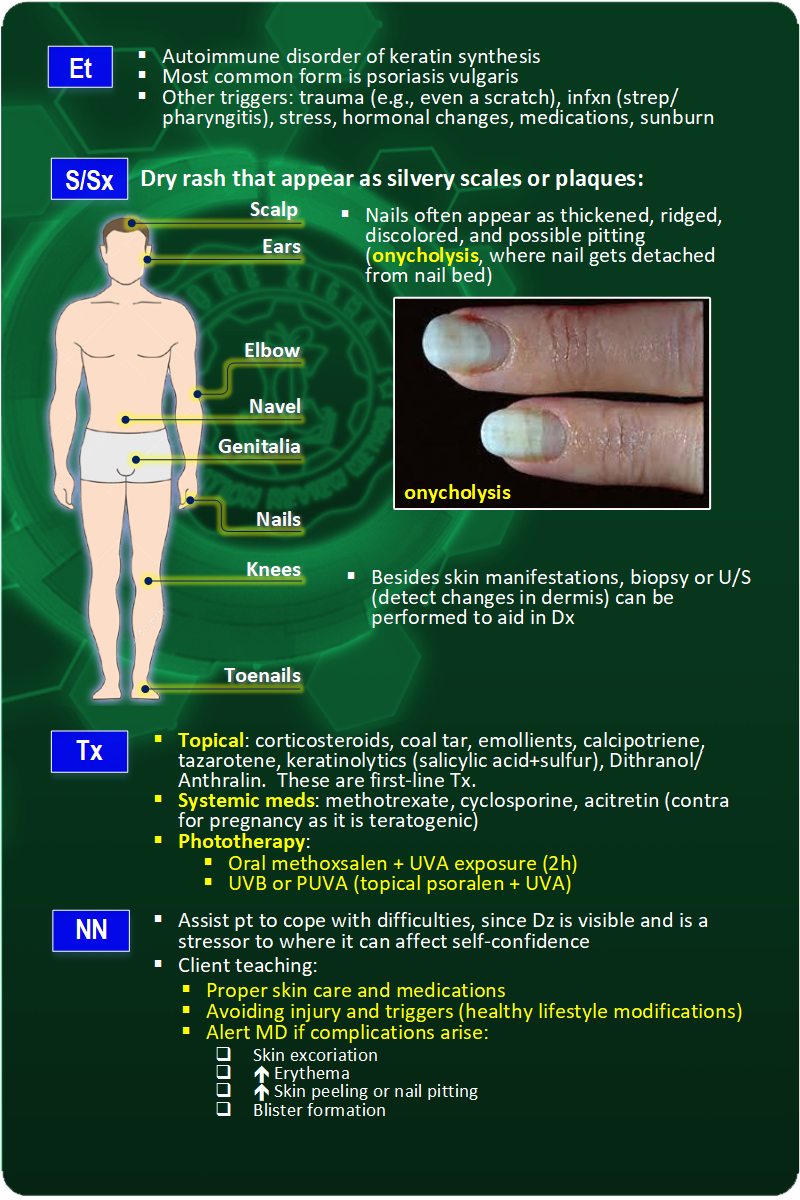 Et
▪ Autoimmune disorder of keratin synthesis
▪ Most common form is psoriasis vulgaris
▪ Other triggers: trauma (e.g., even a scratch), infxn (strep/
pharyngitis), stress, hormonal changes, medications, sunburn
S/Sx
Dry rash that appear as silvery scales or plaques:
Scalp
Ears
Elbow
Navel
Genitalia
Nails
Knees
Toenails
▪ Nails often appear as thickened, ridged,
discolored, and possible pitting
(onycholysis, where nail gets detached
from nail bed)
onycholysis
▪ Besides skin manifestations, biopsy or U/S
(detect changes in dermis) can be
performed to aid in Dx
Tx
▪ Topical: corticosteroids, coal tar, emollients, calcipotriene,
tazarotene, keratinolytics (salicylic acid+sulfur), Dithranol/
Anthralin. These are first-line Tx.
▪ Systemic meds: methotrexate, cyclosporine, acitretin (contra
for pregnancy as it is teratogenic)
▪ Phototherapy:
▪ Oral methoxsalen + UVA exposure (2h)
▪ UVB or PUVA (topical psoralen + UVA)
NN
▪ Assist pt to cope with difficulties, since Dz is visible and is a
stressor to where it can affect self-confidence
▪ Client teaching:
▪ Proper skin care and medications
▪ Avoiding injury and triggers (healthy lifestyle modifications)
▪ Alert MD if complications arise:
❑ Skin excoriation
❑ ↑ Erythema
❑ ↑ Skin peeling or nail pitting
❑ Blister formation